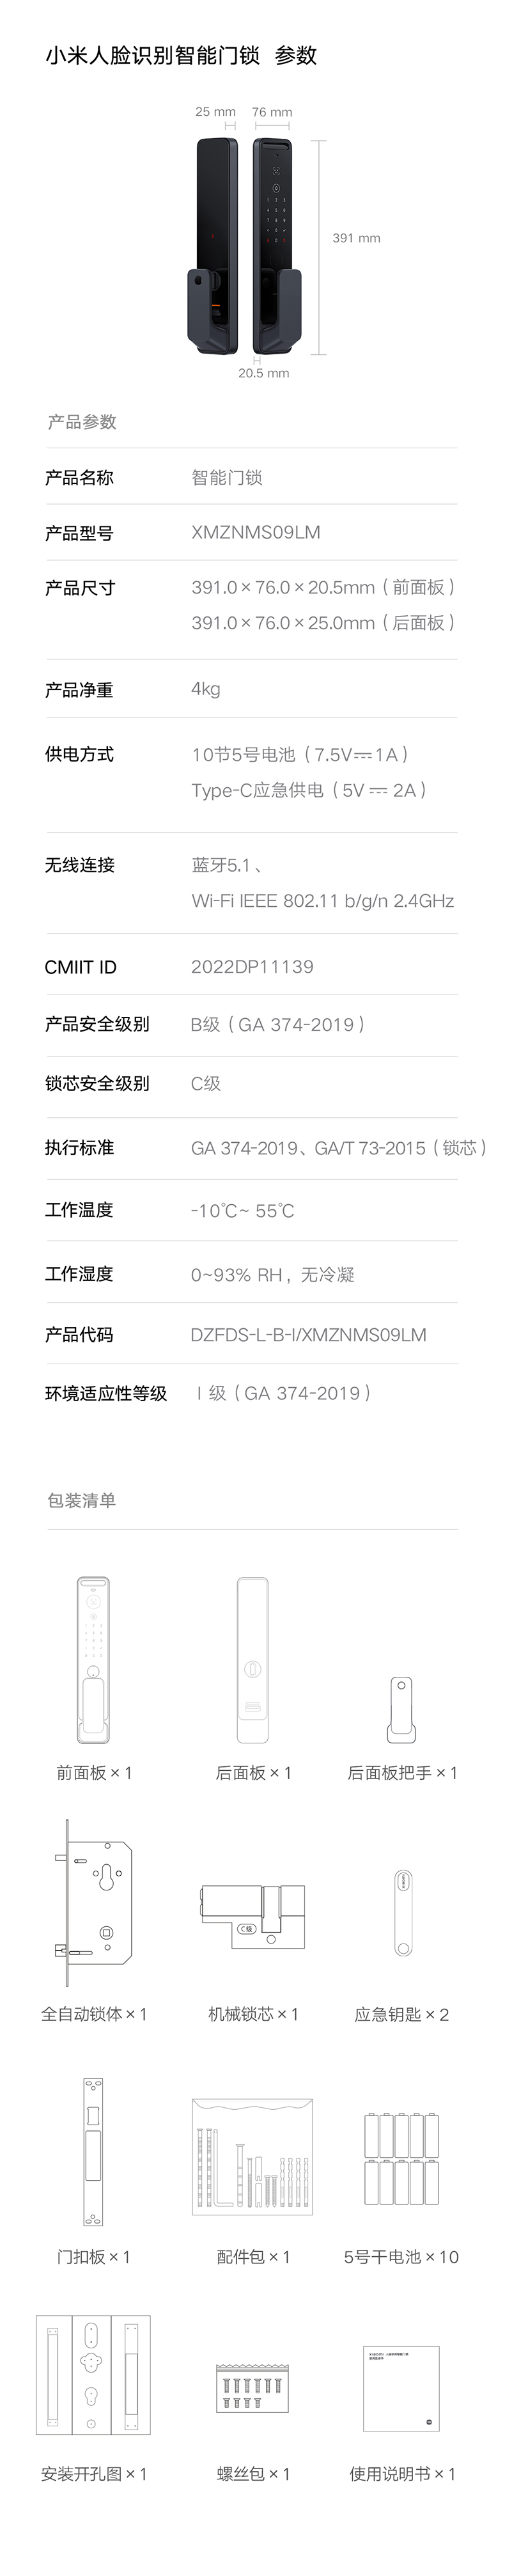 小米人脸识别智能门锁 参数
25 mm
76 mm
391 mm
20.5 mm
产品参数
产品名称 智能门锁
产品型号 XMZNMS09LM
产品尺寸 391.0×76.0×20.5mm（前面板）
391.0×76.0×25.0mm（后面板）
产品净重 4kg
供电方式 10节5号电池（7.5V⎓1A）
Type-C应急供电（5V ⎓ 2A）
无线连接 蓝牙5.1、
Wi-Fi IEEE 802.11 b/g/n 2.4GHz
CMIIT ID 2022DP11139
产品安全级别 B级（GA 374-2019）
锁芯安全级别 C级
执行标准 GA 374-2019、GA/T 73-2015（锁芯）
工作温度 -10℃~ 55℃
工作湿度 0~93% RH，无冷凝
产品代码 DZFDS-L-B-I/XMZNMS09LM
环境适应性等级 I 级（GA 374-2019）
包装清单
前面板×1 后面板×1 后面板把手×1
C级
全自动锁体×1 机械锁芯×1 应急钥匙×2
门扣板×1 配件包×1 5号干电池×10
安装开孔图×1 螺丝包×1 使用说明书×1